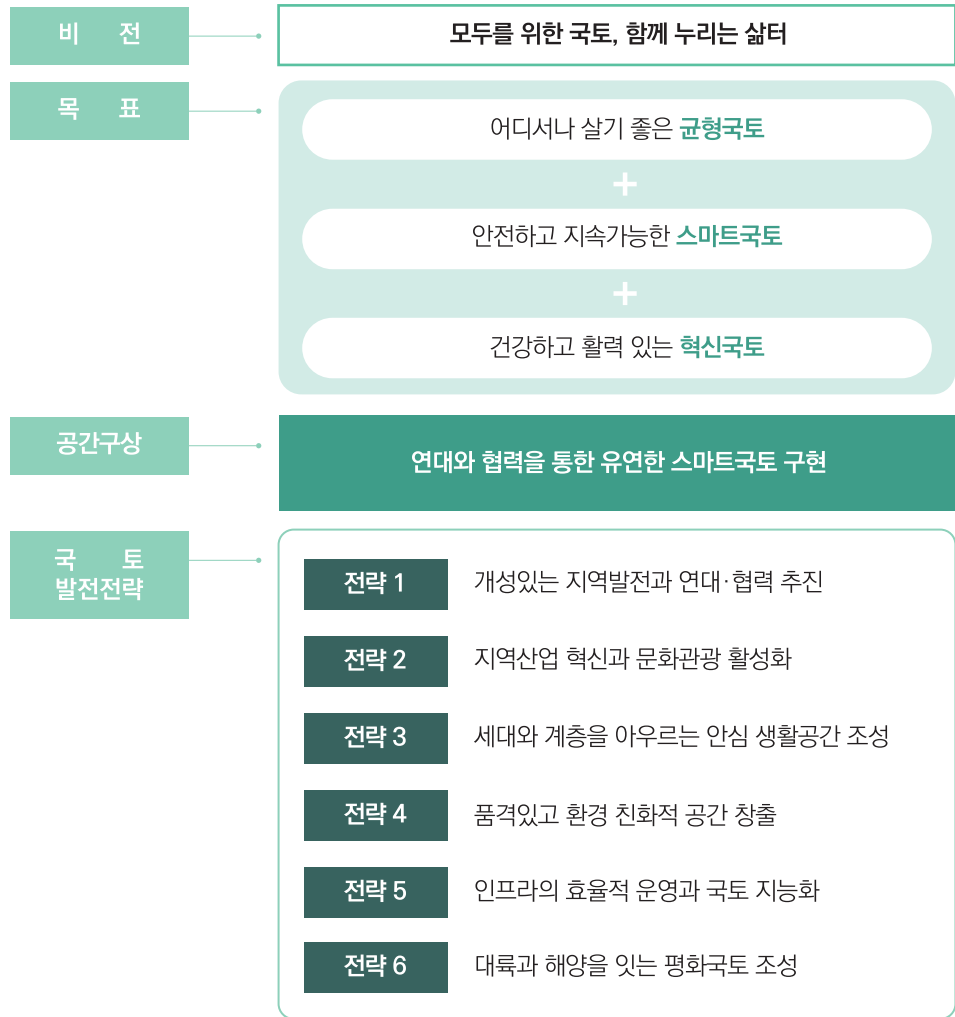 비 전
모두를 위한 국토, 함께 누리는 삶터
목 표
어디서나 살기 좋은 균형국토
+
안전하고 지속가능한 스마트국토
+
건강하고 활력 있는 혁신국토
공간구상
연대와 협력을 통한 유연한 스마트국토 구현
국 토
발전전략
전략 1 개성있는 지역발전과 연대·협력 추진
전략 2 지역산업 혁신과 문화관광 활성화
전략 3 세대와 계층을 아우르는 안심 생활공간 조성
전략 4 품격있고 환경 친화적 공간 창출
전략 5 인프라의 효율적 운영과 국토 지능화
전략 6 대륙과 해양을 잇는 평화국토 조성